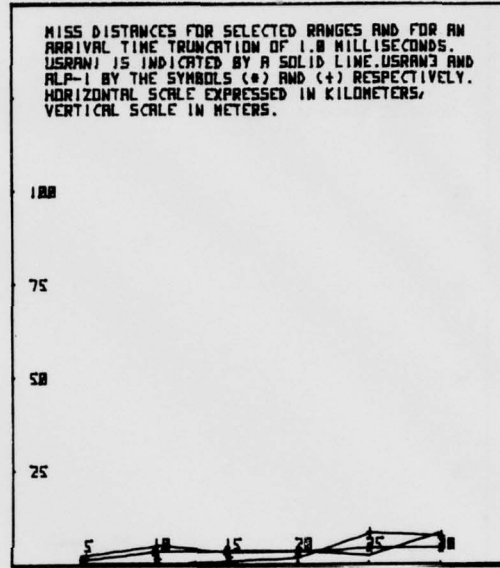 MISS DISTANCES FOR SELECTED RANGES AND FOR AN
ARRIVAL TIME TRUNCATION OF 1.0 MILLISECONDS.
USRAN1 IS INDICATED BY A SOLID LINE.USRAN3 AND
ALP-1 BY THE SYMBOLS (*) AND (+) RESPECTIVELY.
HORIZONTAL SCALE EXPRESSED IN KILOMETERS,
VERTICAL SCALE IN METERS.
100
75
50
25
5 10 15 20 25 30